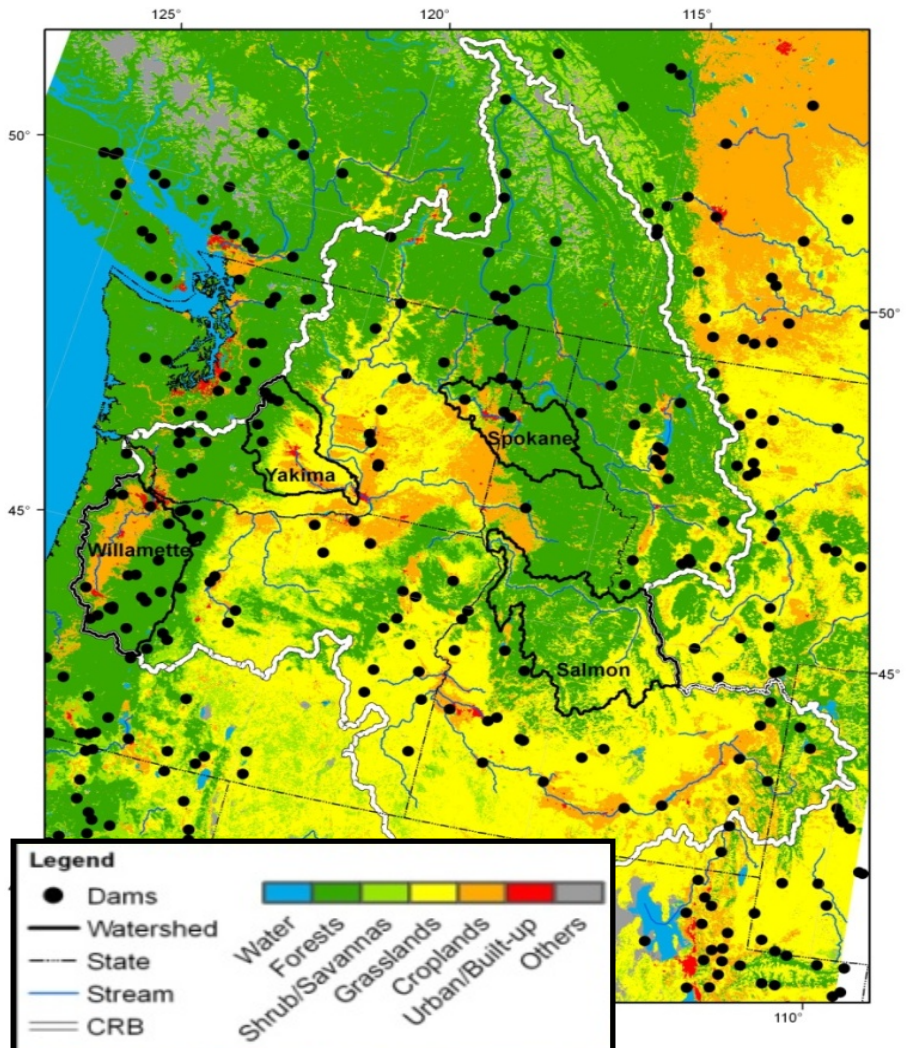 125°
120°
115°
50°
50°
Spokane
Yakima
45°
Willamette
Salmon
45°
Legend
Dams
Watershed
State
Stream
CRB
Water
Forests
Shrub/Savannas
Grasslands
Croplands
Urban/Built-up
Others
110°